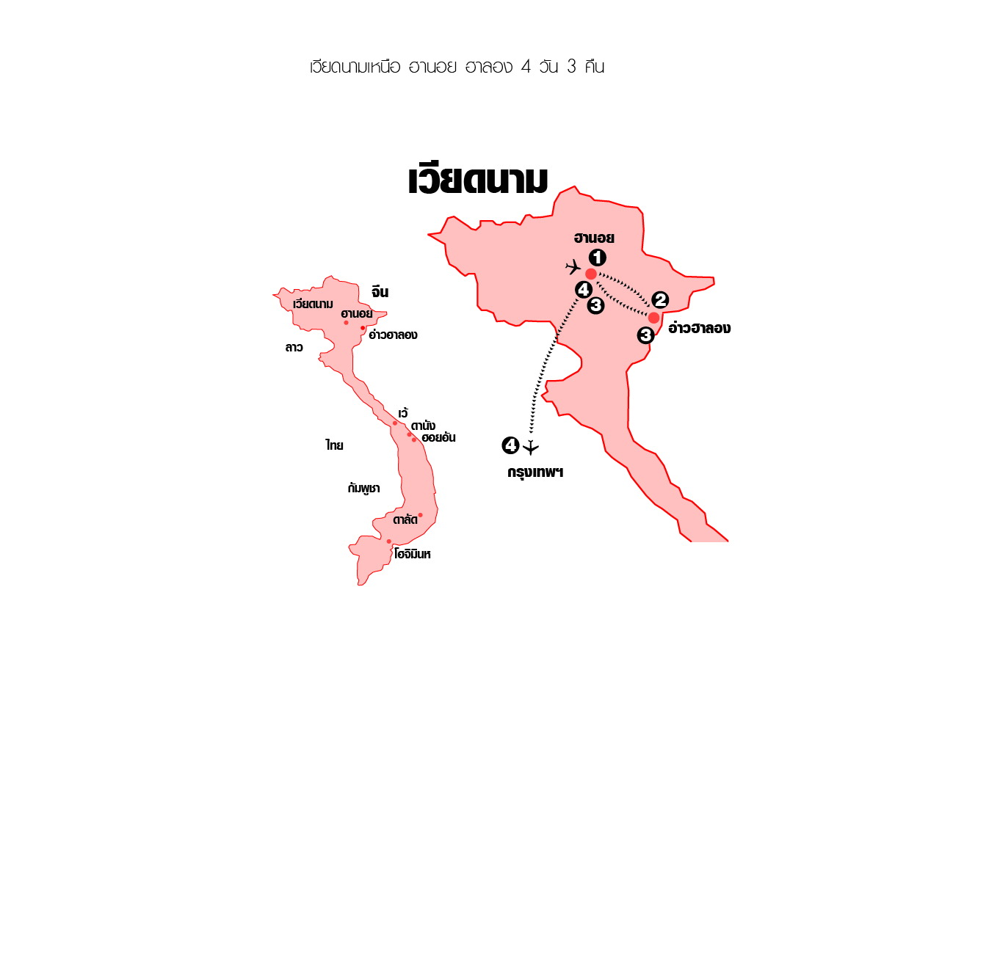 เวียดนามเหนือ ฮานอย ฮาลอง 4 วัน 3 คืน
เวียดนาม
ฮานอย
1
4
3
2
อ่าวฮาลอง
3
4
กรุงเทพฯ
จีน
เวียดนาม
ฮานอย
อ่าวฮาลอง
ลาว
เว้
ดานัง
ฮอยอัน
ไทย
กัมพูชา
ดาลัด
โฮจิมินห